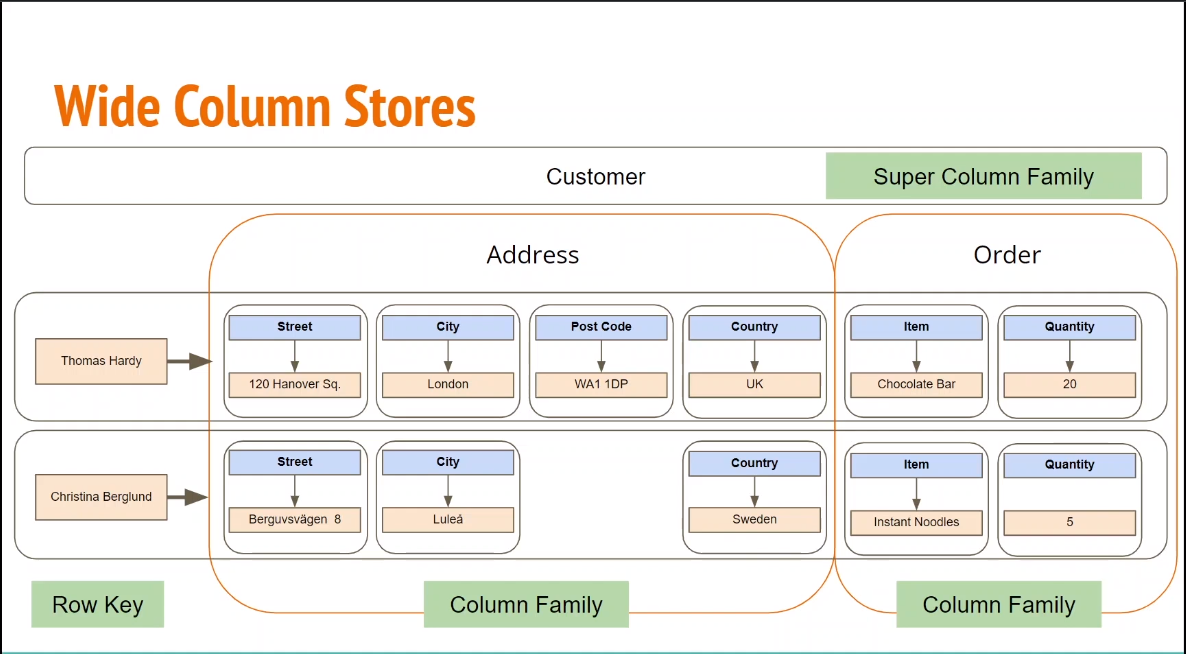 Wide Column Stores
Customer
Super Column Family
Address
Order
Street
City
Post Code
Country
Item
Quantity
Thomas Hardy
120 Hanover Sq.
London
WA1 1DP
UK
Chocolate Bar
20
Street
City
Country
Item
Quantity
Christina Berglund
Berguvsvägen 8
Luleå
Sweden
Instant Noodles
5
Row Key
Column Family
Column Family